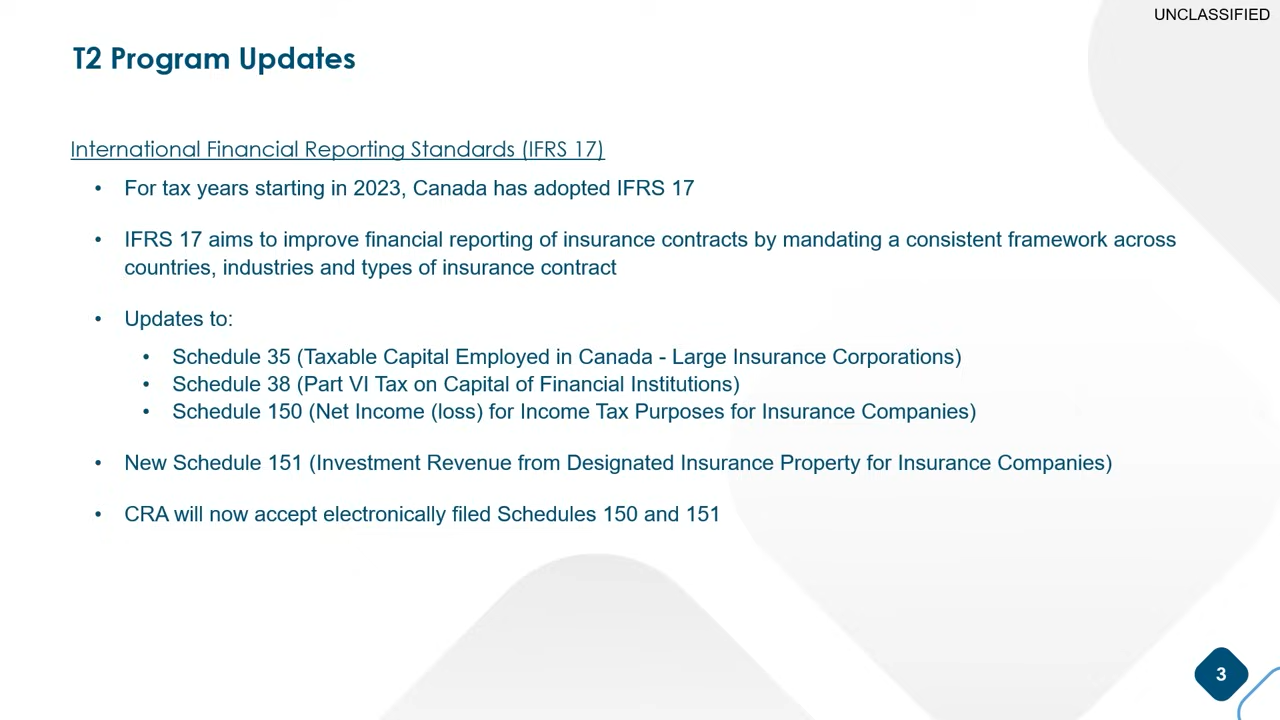 UNCLASSIFIED
T2 Program Updates
International Financial Reporting Standards (IFRS 17)
• For tax years starting in 2023, Canada has adopted IFRS 17
• IFRS 17 aims to improve financial reporting of insurance contracts by mandating a consistent framework across
countries, industries and types of insurance contract
• Updates to:
• Schedule 35 (Taxable Capital Employed in Canada - Large Insurance Corporations)
• Schedule 38 (Part VI Tax on Capital of Financial Institutions)
• Schedule 150 (Net Income (loss) for Income Tax Purposes for Insurance Companies)
• New Schedule 151 (Investment Revenue from Designated Insurance Property for Insurance Companies)
• CRA will now accept electronically filed Schedules 150 and 151
3